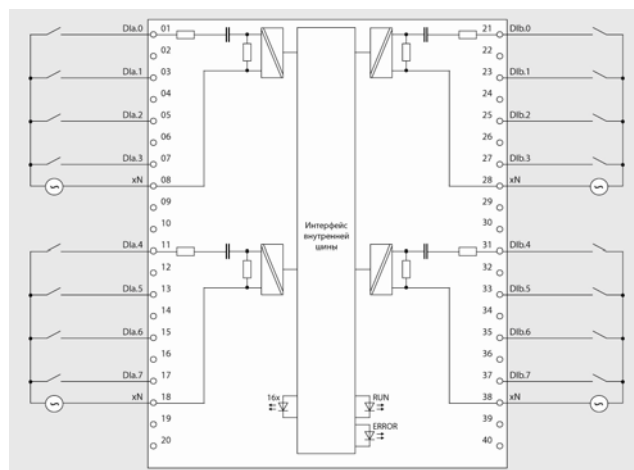 DIa.0 01 21 DIb.0
02 22
DIa.1 03 23 DIb.1
04 24
DIa.2 05 25 DIb.2
06 26
DIa.3 07 27 DIb.3
xN 08 28 xN
09 29
10 30
Интерфейс
внутренней
шины
DIa.4 11 31 DIb.4
12 32
DIa.5 13 33 DIb.5
14 34
DIa.6 15 35 DIb.6
16 36
DIa.7 17 37 DIb.7
xN 18 16x RUN 38 xN
19 39
ERROR
20 40